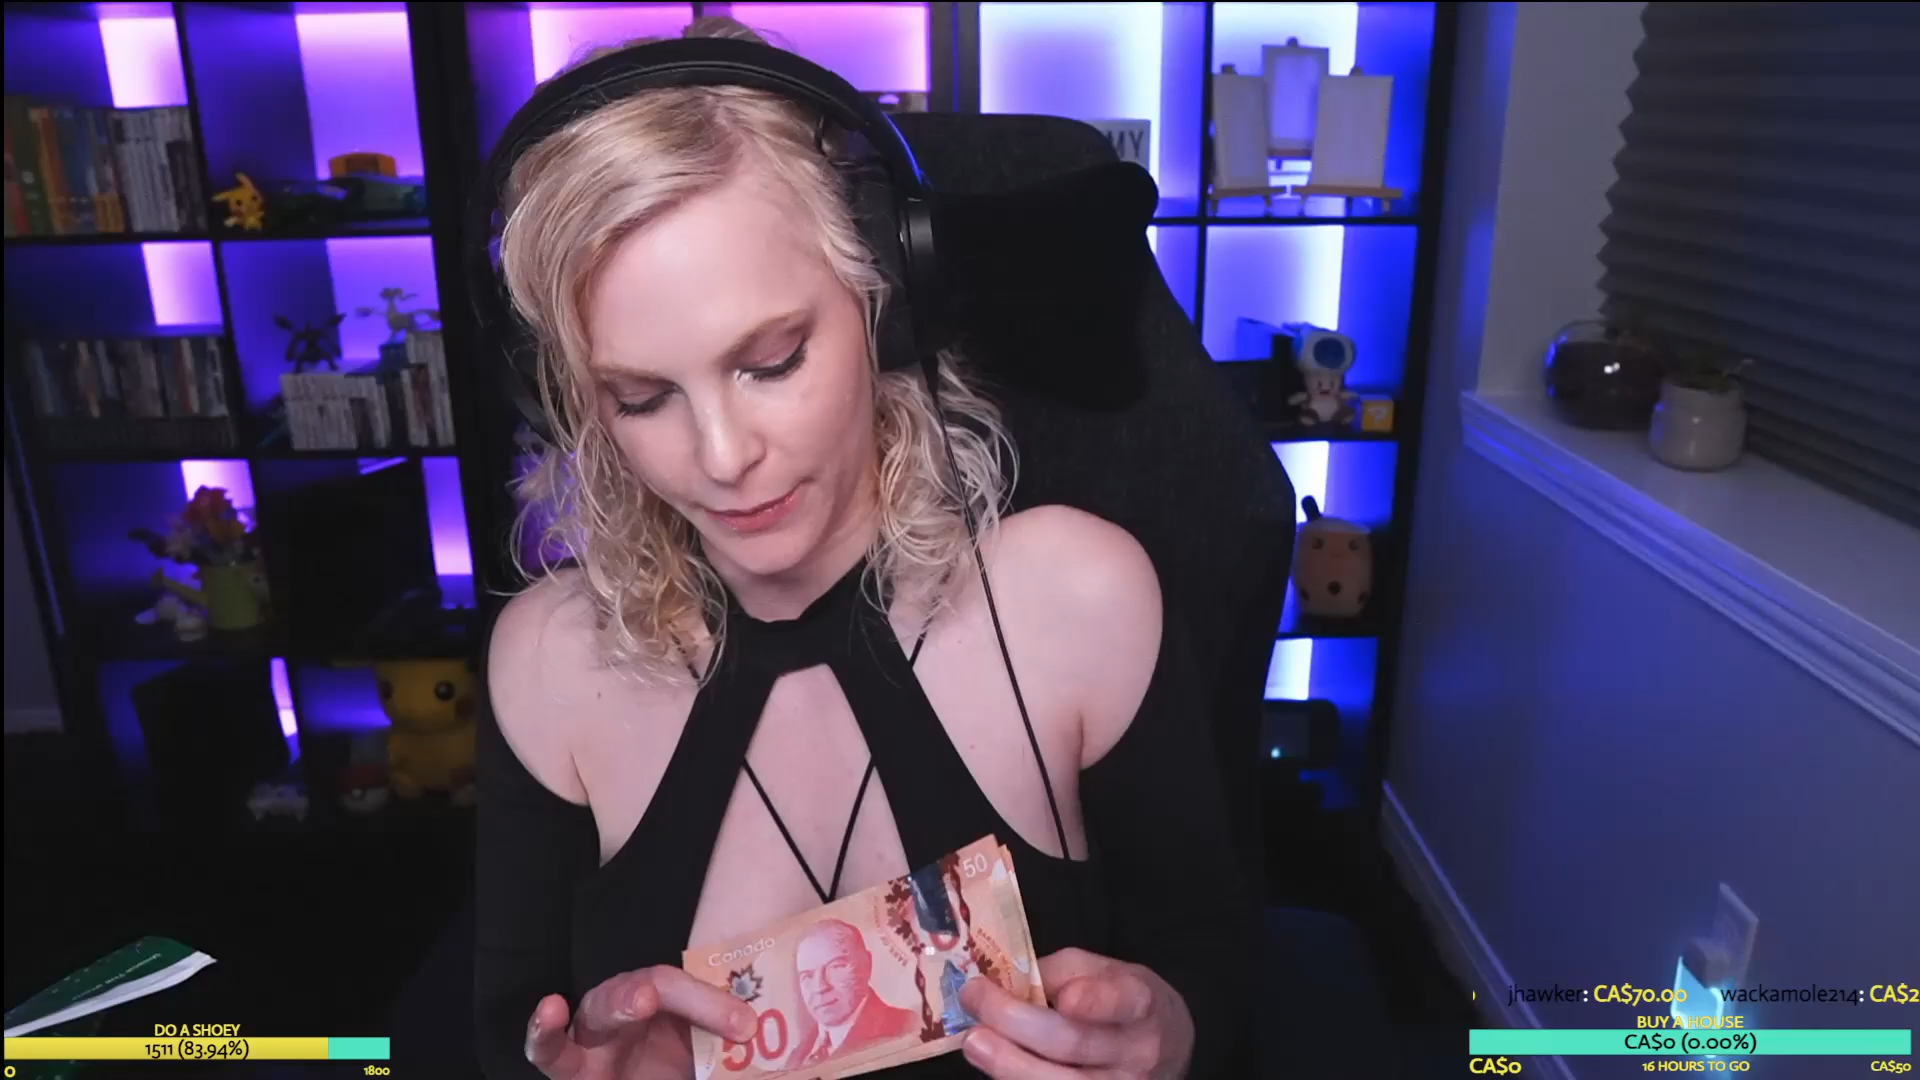 MY
50
Canada
50
DO A SHOEY
1511 (83.94%)
0
1800
jhawker: CA$70.00 wackamole214: CA$2
BUY A HOUSE
CA$0 (0.00%)
CA$0
16 HOURS TO GO
CA$50